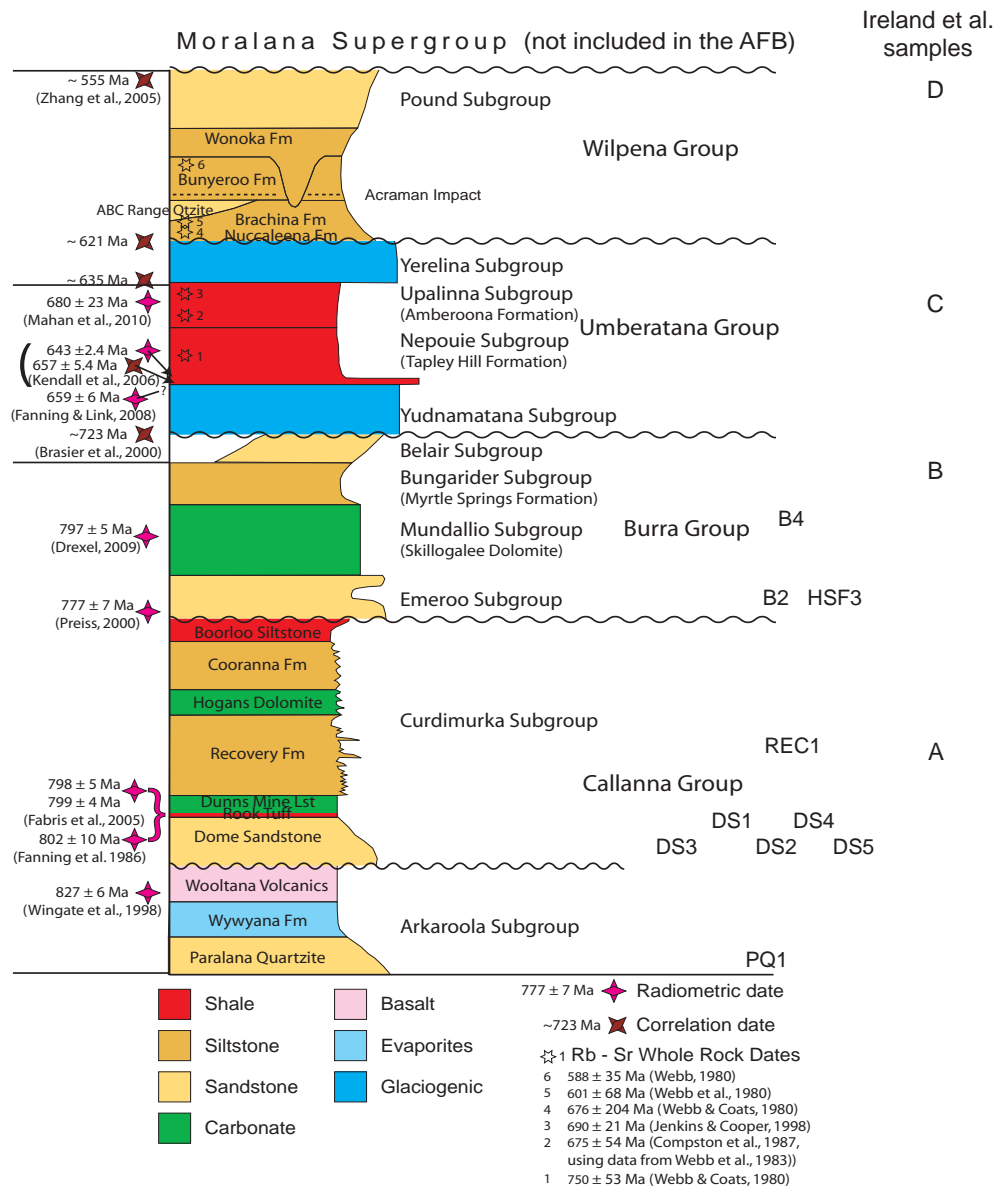 Moralana Supergroup (not included in the AFB)
Ireland et al.
samples
~ 555 Ma
(Zhang et al., 2005)
Pound Subgroup
D
Wonoka Fm
Wilpena Group
6
Bunyeroo Fm
Acraman Impact
ABC Range Qtzite
5
Brachina Fm
4
Nuccaleena Fm
~ 621 Ma
Yerelina Subgroup
~ 635 Ma
680 ± 23 Ma
(Mahan et al., 2010)
3
Upalinna Subgroup
(Amberoona Formation)
C
2
Umberatana Group
643 ±2.4 Ma
Nepouie Subgroup
(Tapley Hill Formation)
1
( 657 ± 5.4 Ma
(Kendall et al., 2006)
?
659 ± 6 Ma
(Fanning & Link, 2008)
Yudnamatana Subgroup
~723 Ma
(Brasier et al., 2000)
Belair Subgroup
Bungarider Subgroup
(Myrtle Springs Formation)
B
797 ± 5 Ma
(Drexel, 2009)
Mundallio Subgroup
(Skillogalee Dolomite)
Burra Group
B4
777 ± 7 Ma
(Preiss, 2000)
Emeroo Subgroup
B2 HSF3
Boorloo Siltstone
Cooranna Fm
Hogans Dolomite
Curdimurka Subgroup
Recovery Fm
REC1
A
Callanna Group
798 ± 5 Ma
799 ± 4 Ma
(Fabris et al., 2005)
802 ± 10 Ma
(Fanning et al. 1986)
Dunns Mine Lst
Rook Tuff
Dome Sandstone
DS1 DS4
DS3 DS2 DS5
827 ± 6 Ma
(Wingate et al., 1998)
Wooltana Volcanics
Wywyana Fm
Arkaroola Subgroup
Paralana Quartzite
PQ1
Shale
Siltstone
Sandstone
Carbonate
Basalt
Evaporites
Glaciogenic
777 ± 7 Ma Radiometric date
~723 Ma Correlation date
1 Rb - Sr Whole Rock Dates
6 588 ± 35 Ma (Webb, 1980)
5 601 ± 68 Ma (Webb et al., 1980)
4 676 ± 204 Ma (Webb & Coats, 1980)
3 690 ± 21 Ma (Jenkins & Cooper, 1998)
2 675 ± 54 Ma (Compston et al., 1987,
using data from Webb et al., 1983))
1 750 ± 53 Ma (Webb & Coats, 1980)